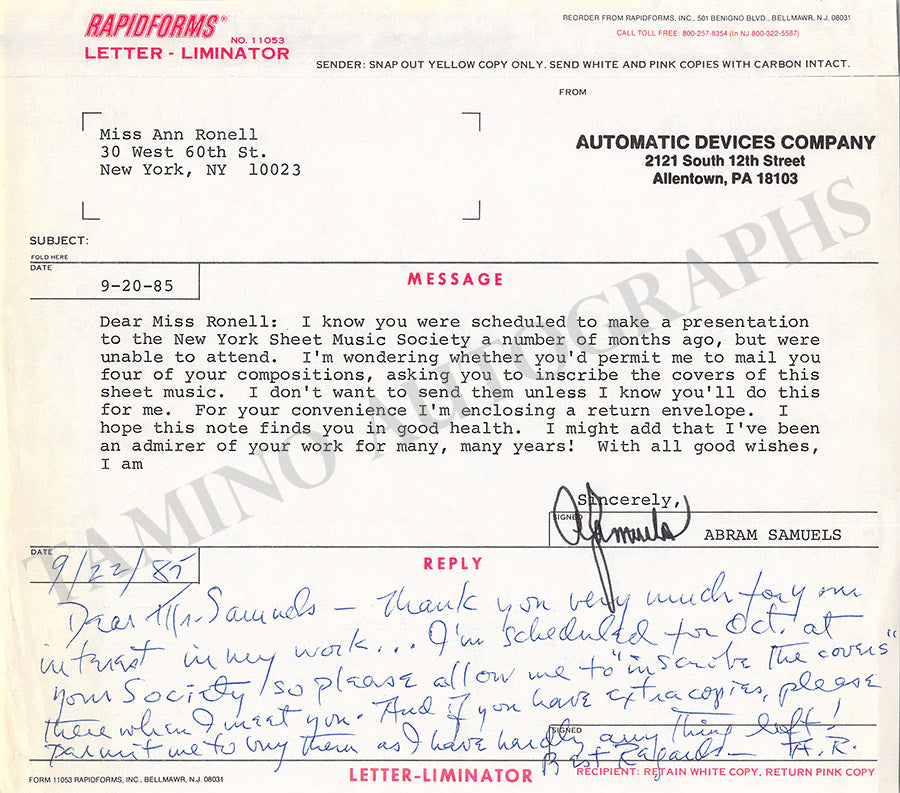 RAPIDFORMS®
NO. 11053
LETTER - LIMINATOR
REORDER FROM RAPIDFORMS, INC., 501 BENIGNO BLVD., BELLMAWR, N.J. 08031
CALL TOLL FREE: 800-257-8354 (In NJ 800-322-5587)
SENDER: SNAP OUT YELLOW COPY ONLY. SEND WHITE AND PINK COPIES WITH CARBON INTACT.
FROM
Miss Ann Ronell
30 West 60th St.
New York, NY 10023
AUTOMATIC DEVICES COMPANY
2121 South 12th Street
Allentown, PA 18103
SUBJECT:
FOLD HERE
DATE
9-20-85
MESSAGE
Dear Miss Ronell: I know you were scheduled to make a presentation
to the New York Sheet Music Society a number of months ago, but were
unable to attend. I'm wondering whether you'd permit me to mail you
four of your compositions, asking you to inscribe the covers of this
sheet music. I don't want to send them unless I know you'll do this
for me. For your convenience I'm enclosing a return envelope. I
hope this note finds you in good health. I might add that I've been
an admirer of your work for many, many years! With all good wishes,
I am
Sincerely,
SIGNED
ASamuels
ABRAM SAMUELS
DATE
9/22/85
REPLY
Dear Mr. Samuels — Thank you very much for your
interest in my work... I'm scheduled for Oct. at
your Society so please allow me to "inscribe the covers"
there when I meet you. And if you have extra copies, please
permit me to buy them as I have hardly any thing left!
SIGNED
Best Regards — A.R.
FORM 11053 RAPIDFORMS, INC., BELLMAWR, N.J. 08031
LETTER-LIMINATOR
RECIPIENT: RETAIN WHITE COPY, RETURN PINK COPY
TAMINO AUTOGRAPHS